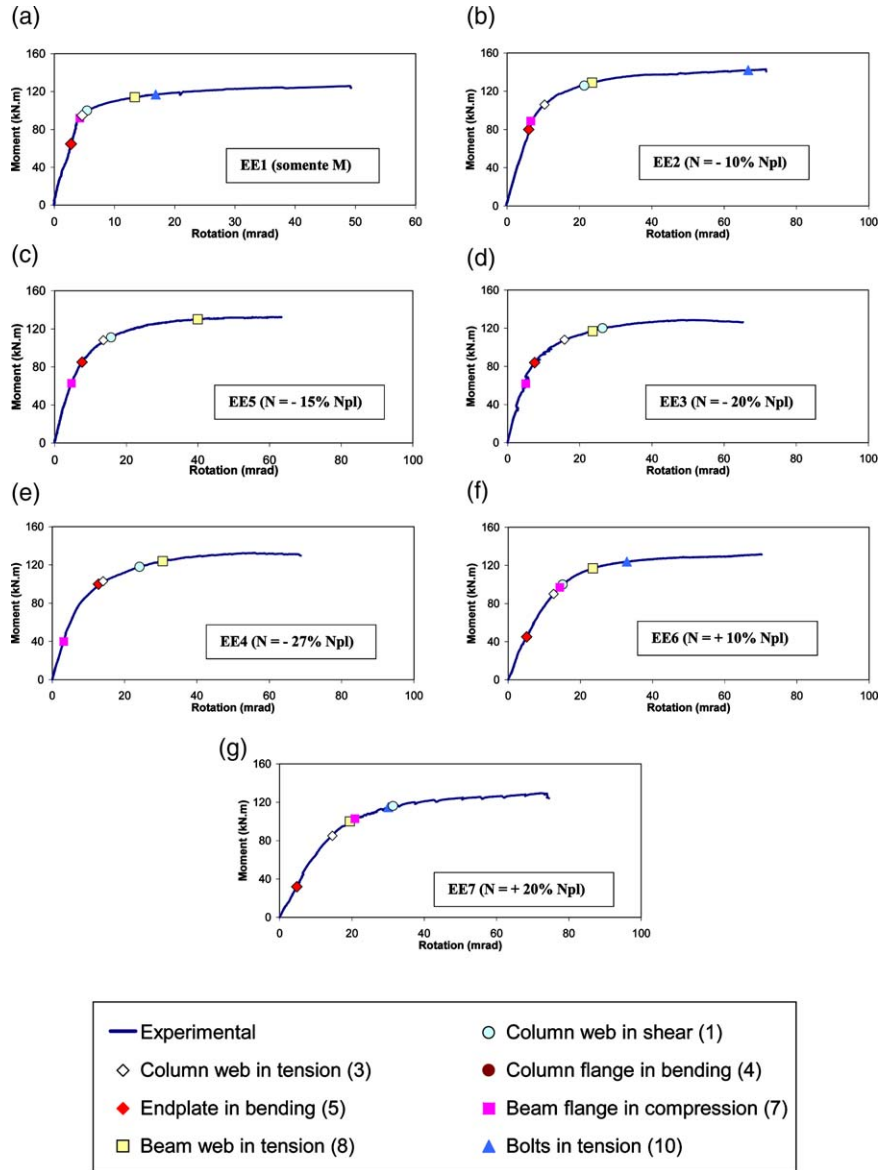 (a)
Moment (kN.m)
160
120
80
40
0
0 10 20 30 40 50 60
Rotation (mrad)
EE1 (somente M)
(b)
Moment (kN.m)
160
120
80
40
0
0 20 40 60 80 100
Rotation (mrad)
EE2 (N = - 10% Npl)
(c)
Moment (kN.m)
160
120
80
40
0
0 20 40 60 80 100
Rotation (mrad)
EE5 (N = - 15% Npl)
(d)
Moment (kN.m)
160
120
80
40
0
0 20 40 60 80 100
Rotation (mrad)
EE3 (N = - 20% Npl)
(e)
Moment (kN.m)
160
120
80
40
0
0 20 40 60 80 100
Rotation (mrad)
EE4 (N = - 27% Npl)
(f)
Moment (kN.m)
160
120
80
40
0
0 20 40 60 80 100
Rotation (mrad)
EE6 (N = + 10% Npl)
(g)
Moment (kN.m)
160
120
80
40
0
0 20 40 60 80 100
Rotation (mrad)
EE7 (N = + 20% Npl)
Experimental
Column web in shear (1)
Column web in tension (3)
Column flange in bending (4)
Endplate in bending (5)
Beam flange in compression (7)
Beam web in tension (8)
Bolts in tension (10)